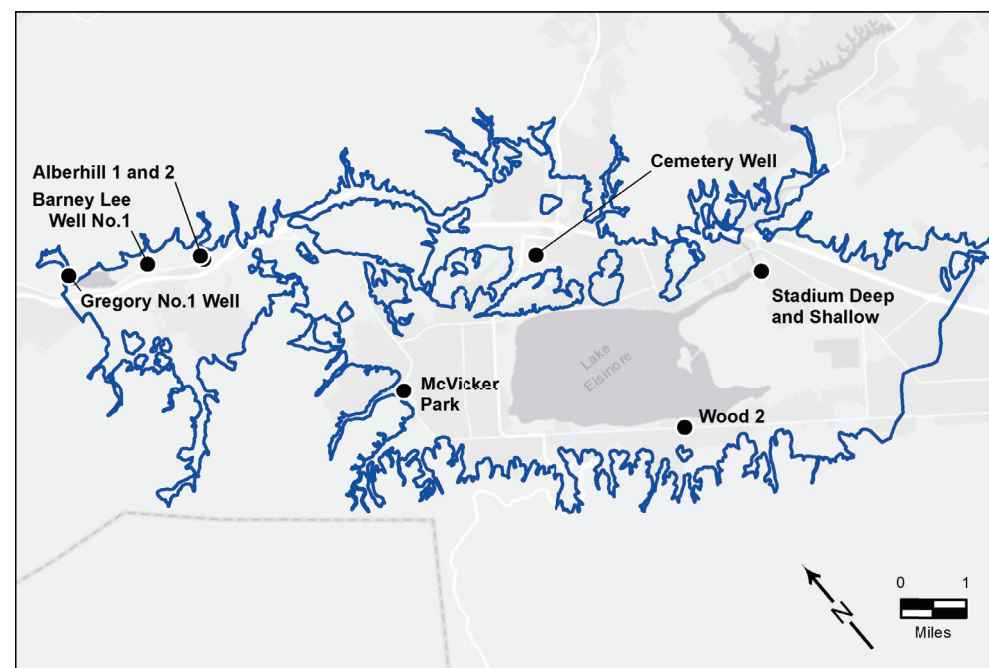 Alberhill 1 and 2
Barney Lee
Well No.1
Gregory No.1 Well
Cemetery Well
Stadium Deep
and Shallow
Lake
Elsinore
McVicker
Park
Wood 2
N
0 1
Miles